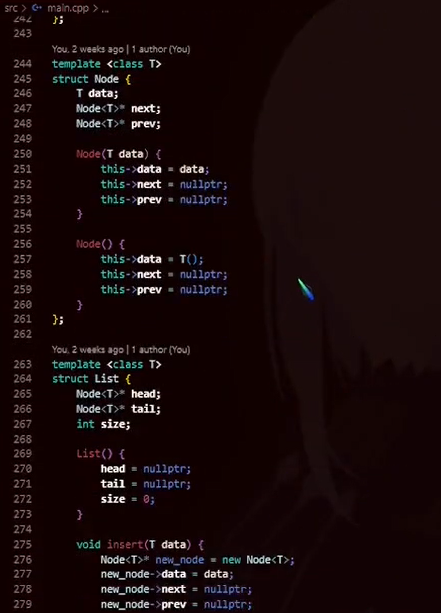 src > main.cpp > ...
242 };
243
You, 2 weeks ago | 1 author (You)
244 template <class T>
245 struct Node {
246     T data;
247     Node<T>* next;
248     Node<T>* prev;
249
250     Node(T data) {
251         this->data = data;
252         this->next = nullptr;
253         this->prev = nullptr;
254     }
255
256     Node() {
257         this->data = T();
258         this->next = nullptr;
259         this->prev = nullptr;
260     }
261 };
262
You, 2 weeks ago | 1 author (You)
263 template <class T>
264 struct List {
265     Node<T>* head;
266     Node<T>* tail;
267     int size;
268
269     List() {
270         head = nullptr;
271         tail = nullptr;
272         size = 0;
273     }
274
275     void insert(T data) {
276         Node<T>* new_node = new Node<T>;
277         new_node->data = data;
278         new_node->next = nullptr;
279         new_node->prev = nullptr;